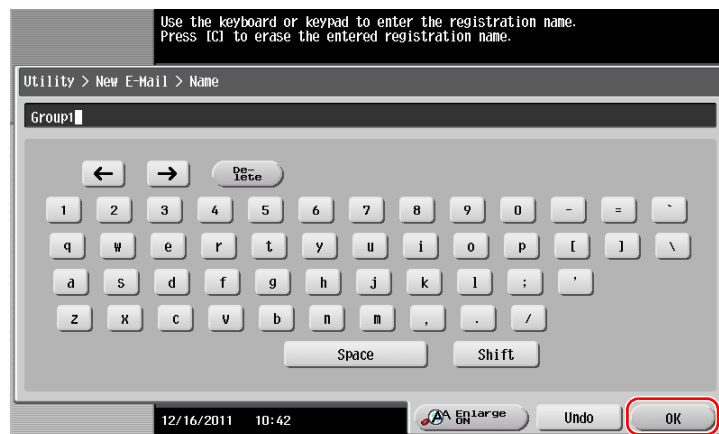 Use the keyboard or keypad to enter the registration name.
Press [C] to erase the entered registration name.
Utility > New E-Mail > Name
Group1
← → De-lete
1 2 3 4 5 6 7 8 9 0 - = `
q w e r t y u i o p [ ] \
a s d f g h j k l ; '
z x c v b n m , . /
Space Shift
12/16/2011 10:42 Enlarge ON Undo OK